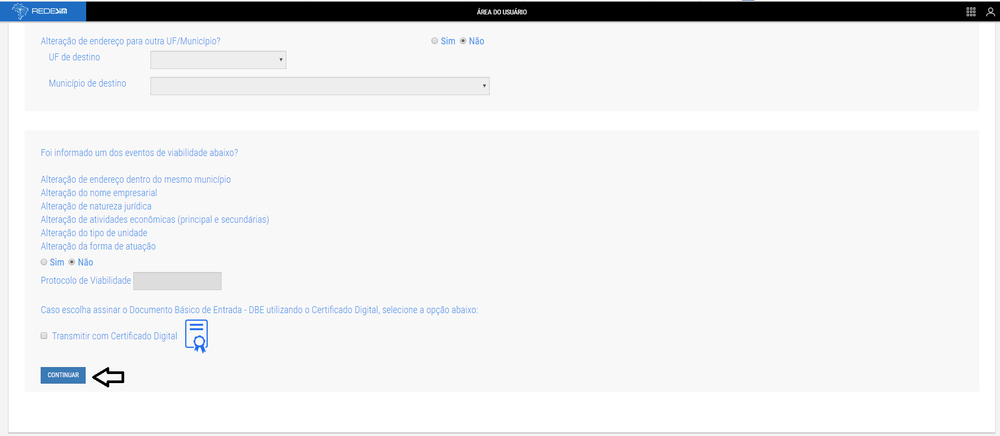 REDESIM
ÁREA DO USUÁRIO
Alteração de endereço para outra UF/Município?
Sim Não
UF de destino
Município de destino
Foi informado um dos eventos de viabilidade abaixo?
Alteração de endereço dentro do mesmo município
Alteração do nome empresarial
Alteração de natureza jurídica
Alteração de atividades econômicas (principal e secundárias)
Alteração do tipo de unidade
Alteração da forma de atuação
Sim Não
Protocolo de Viabilidade
Caso escolha assinar o Documento Básico de Entrada - DBE utilizando o Certificado Digital, selecione a opção abaixo:
Transmitir com Certificado Digital
CONTINUAR